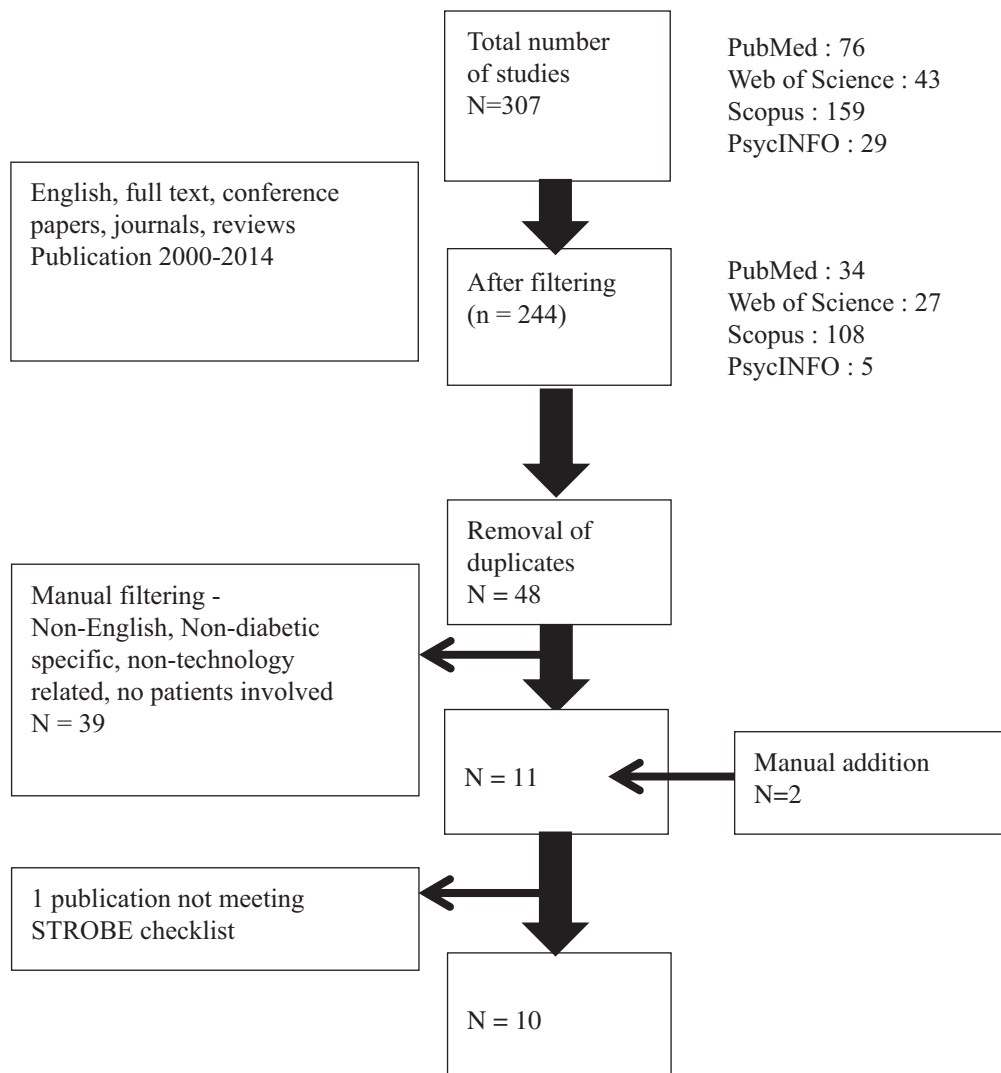 Total number
of studies
N=307
PubMed : 76
Web of Science : 43
Scopus : 159
PsycINFO : 29
English, full text, conference
papers, journals, reviews
Publication 2000-2014
After filtering
(n = 244)
PubMed : 34
Web of Science : 27
Scopus : 108
PsycINFO : 5
Removal of
duplicates
N = 48
Manual filtering -
Non-English, Non-diabetic
specific, non-technology
related, no patients involved
N = 39
N = 11
Manual addition
N=2
1 publication not meeting
STROBE checklist
N = 10